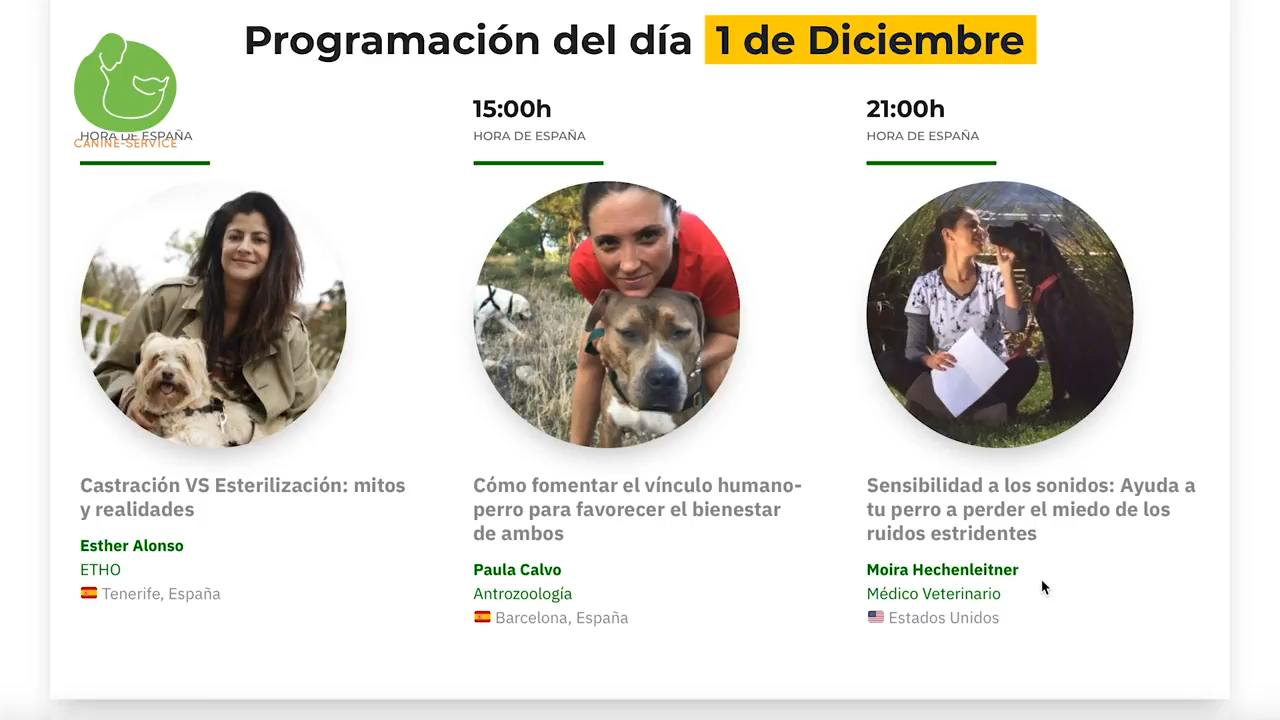 Programación del día 1 de Diciembre
HORA DE ESPAÑA
CANINE-SERVICE
15:00h
HORA DE ESPAÑA
21:00h
HORA DE ESPAÑA
Castración VS Esterilización: mitos
y realidades
Esther Alonso
ETHO
Tenerife, España
Cómo fomentar el vínculo humano-
perro para favorecer el bienestar
de ambos
Paula Calvo
Antrozoología
Barcelona, España
Sensibilidad a los sonidos: Ayuda a
tu perro a perder el miedo de los
ruidos estridentes
Moira Hechenleitner
Médico Veterinario
Estados Unidos